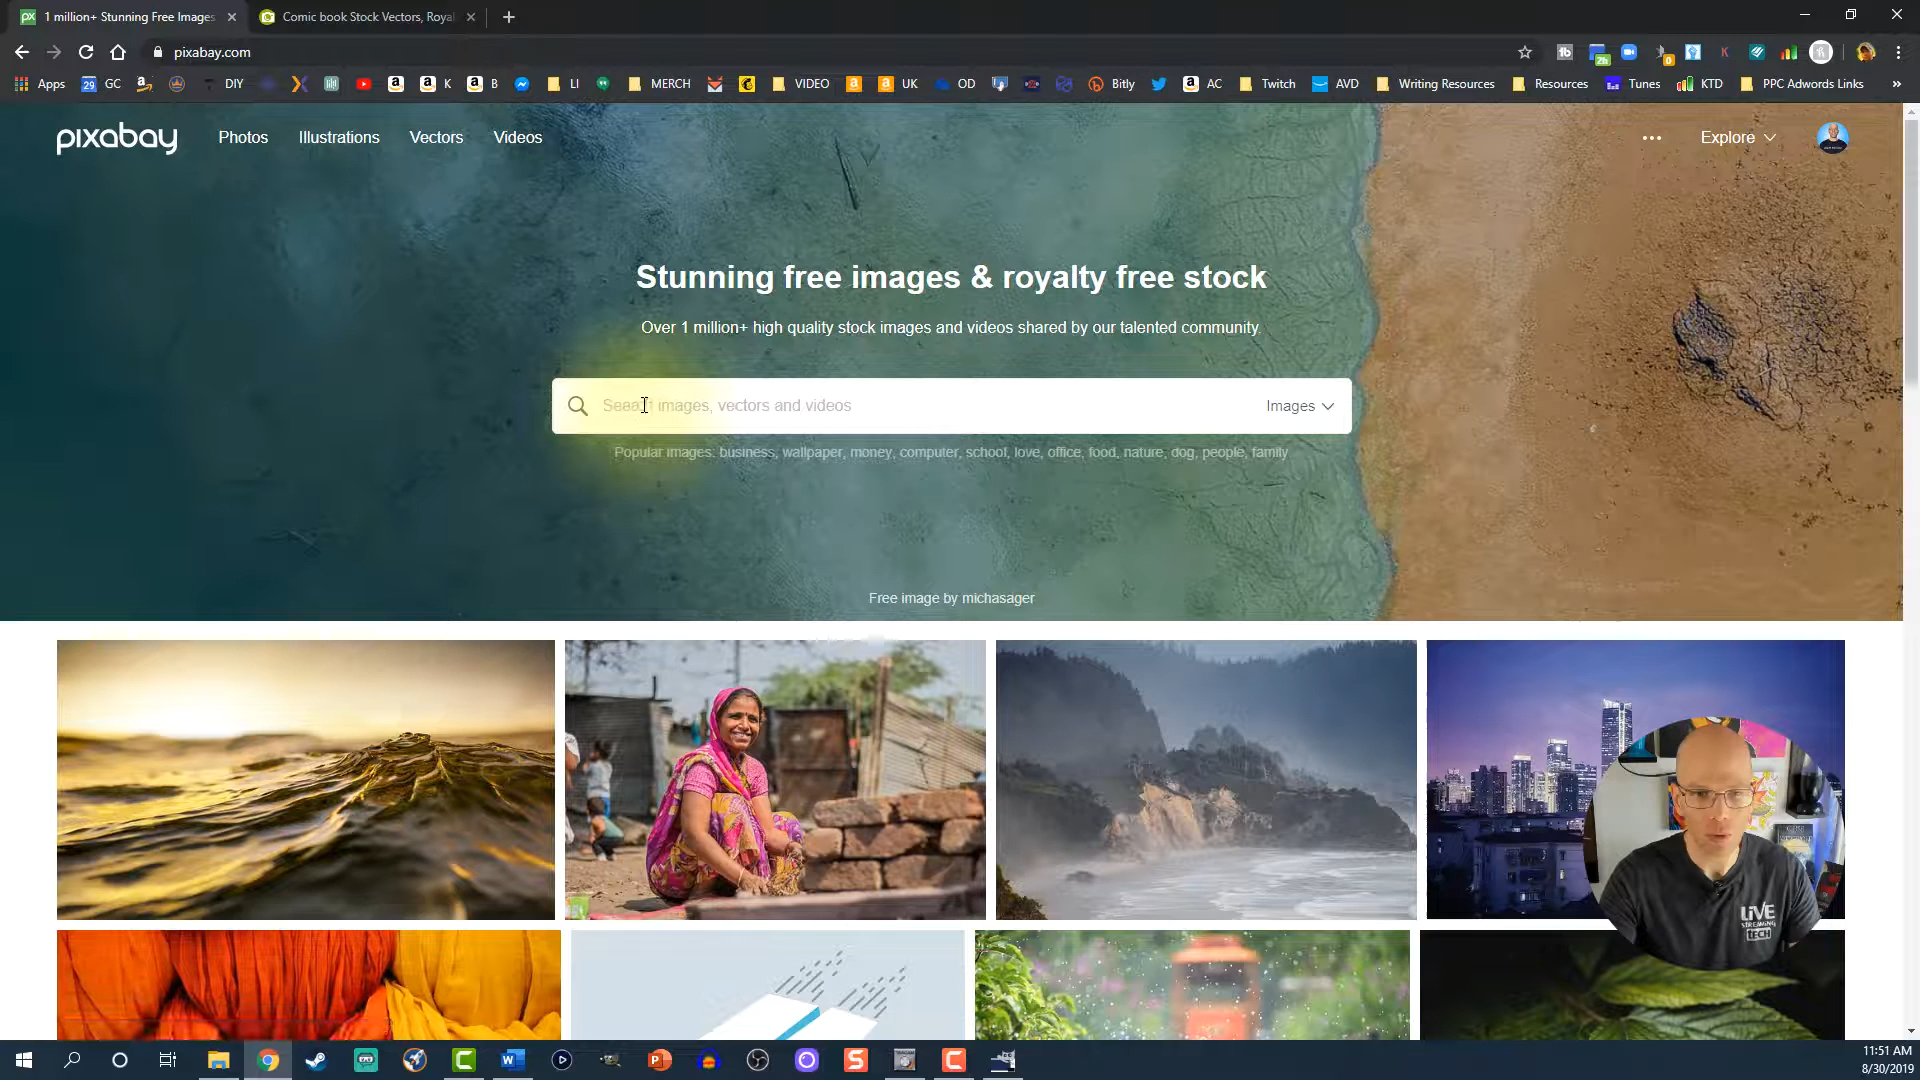 1 million+ Stunning Free Images
Comic book Stock Vectors, Roya
pixabay.com
Apps
GC
DIY
K
B
LI
MERCH
VIDEO
UK
OD
Bitly
AC
Twitch
AVD
Writing Resources
Resources
Tunes
KTD
PPC Adwords Links
pixabay
Photos
Illustrations
Vectors
Videos
Explore
Stunning free images & royalty free stock
Over 1 million+ high quality stock images and videos shared by our talented community.
Search images, vectors and videos
Images
Popular images: business, wallpaper, money, computer, school, love, office, food, nature, dog, people, family
Free image by michasager
LIVE
STREAMING
TECH
11:51 AM
8/30/2019